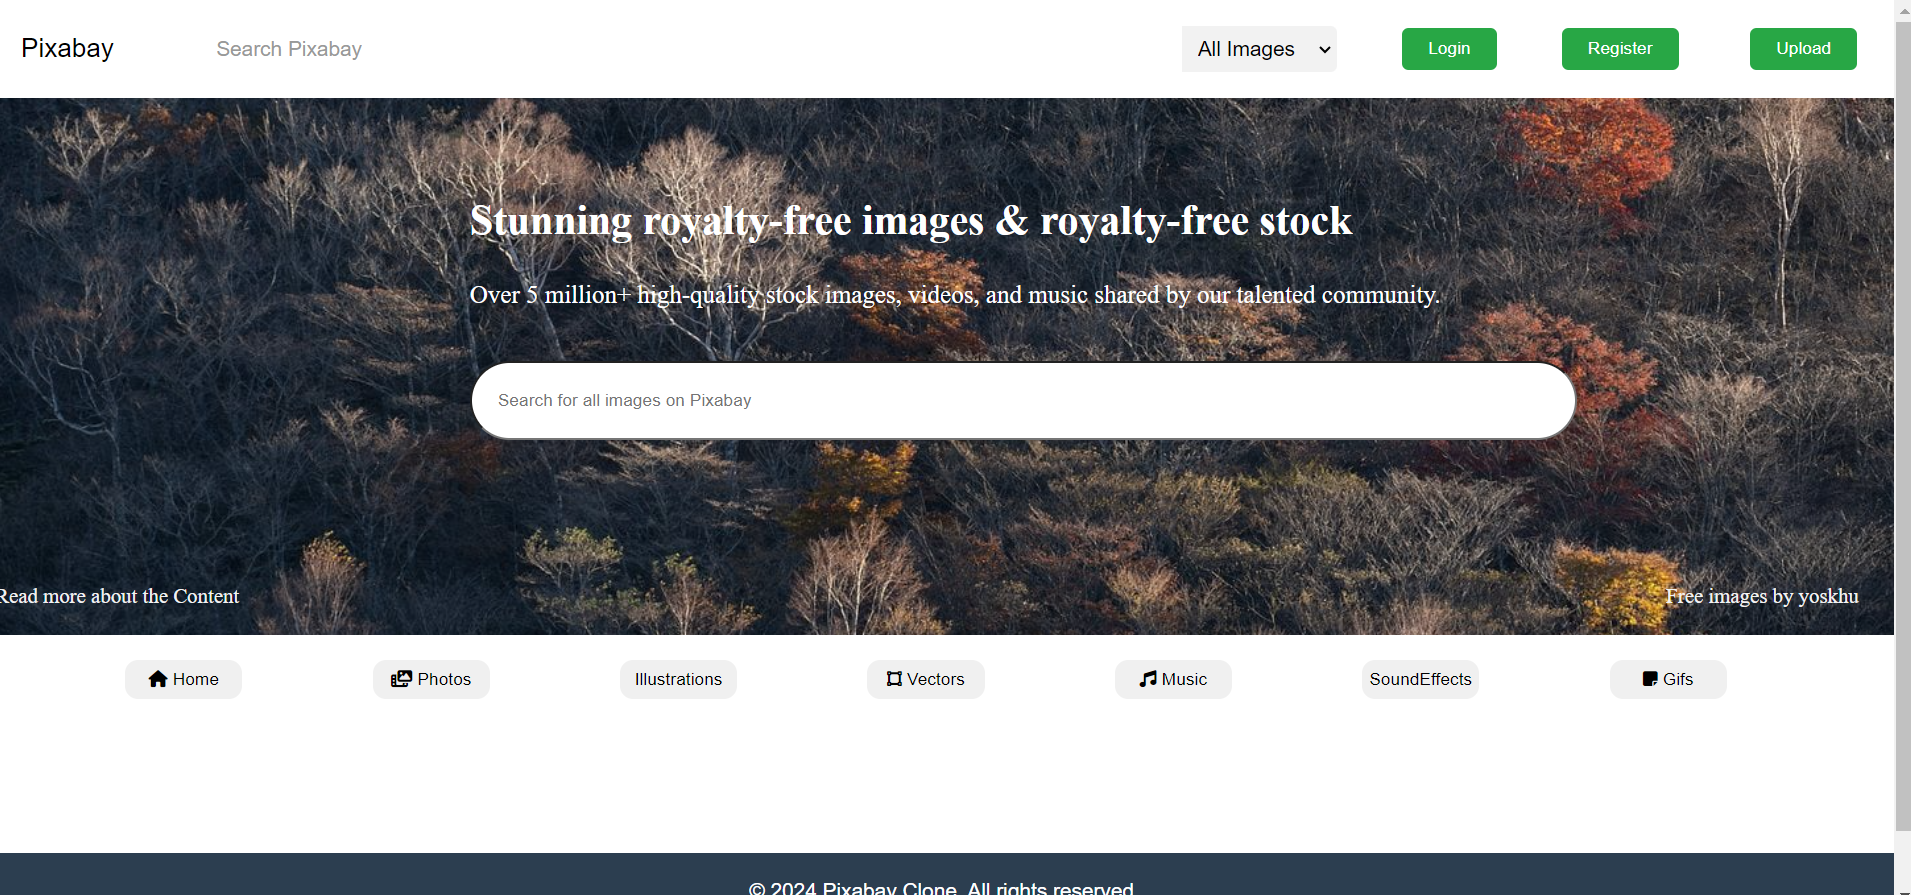 Pixabay Search Pixabay All Images Login Register Upload
Stunning royalty-free images & royalty-free stock
Over 5 million+ high-quality stock images, videos, and music shared by our talented community.
Search for all images on Pixabay
Read more about the Content Free images by yoskhu
Home Photos Illustrations Vectors Music SoundEffects Gifs
© 2024 Pixabay Clone. All rights reserved.